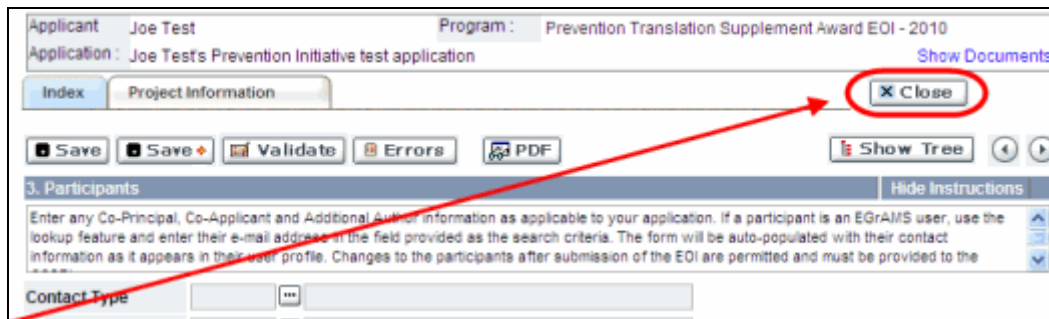 Applicant Joe Test Program : Prevention Translation Supplement Award EOI - 2010
Application : Joe Test's Prevention Initiative test application Show Documents
Index Project Information Close
Save Save+ Validate Errors PDF Show Tree
3. Participants Hide Instructions
Enter any Co-Principal, Co-Applicant and Additional Author information as applicable to your application. If a participant is an EGrAMS user, use the
lookup feature and enter their e-mail address in the field provided as the search criteria. The form will be auto-populated with their contact
information as it appears in their user profile. Changes to the participants after submission of the EOI are permitted and must be provided to the
Contact Type